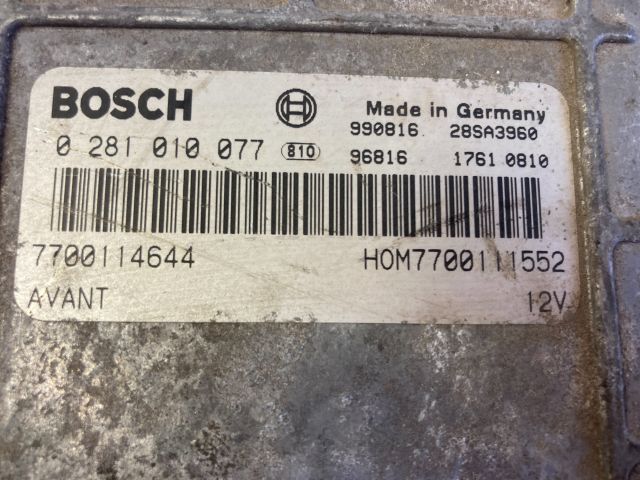 BOSCH Made in Germany
990816 28SA3960
0 281 010 077 810 96816 1761 0810
7700114644 HOM7700111552
AVANT 12V